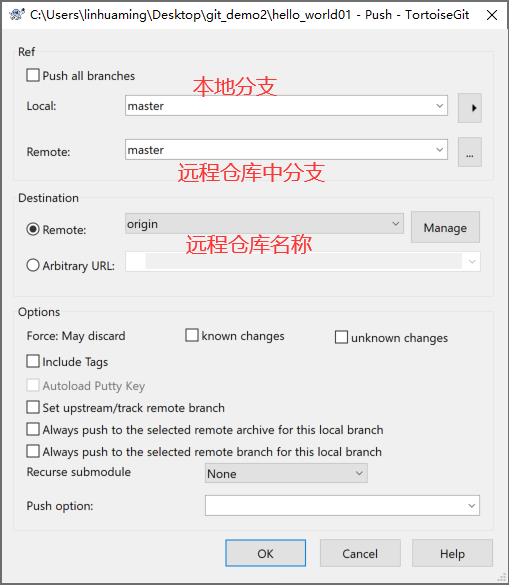 C:\Users\linhuaming\Desktop\git_demo2\hello_world01 - Push - TortoiseGit
Ref
Push all branches
本地分支
Local:
master
Remote:
master
...
远程仓库中分支
Destination
Remote:
origin
Manage
远程仓库名称
Arbitrary URL:
Options
Force: May discard
known changes
unknown changes
Include Tags
Autoload Putty Key
Set upstream/track remote branch
Always push to the selected remote archive for this local branch
Always push to the selected remote branch for this local branch
Recurse submodule
None
Push option:
OK
Cancel
Help